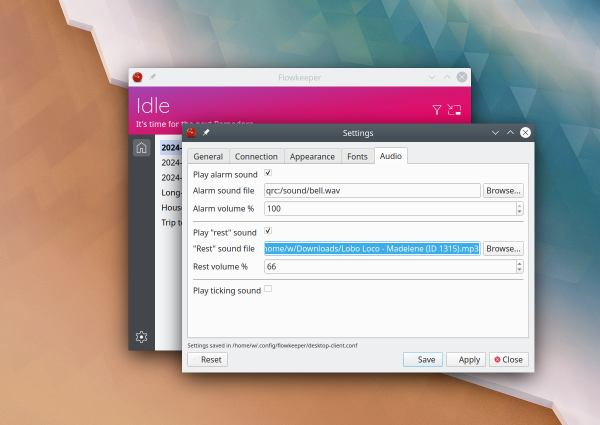 Flowkeeper
Idle
It's time for the next Pomodoro
Settings
General Connection Appearance Fonts Audio
2024-
2024-
2024-
Long-
Hous
Trip t
Play alarm sound
Alarm sound file qrc:/sound/bell.wav Browse...
Alarm volume % 100
Play "rest" sound
"Rest" sound file home/w/Downloads/Lobo Loco - Madelene (ID 1315).mp3 Browse...
Rest volume % 66
Play ticking sound
Settings saved in /home/w/.config/flowkeeper/desktop-client.conf
Reset Save Apply Close